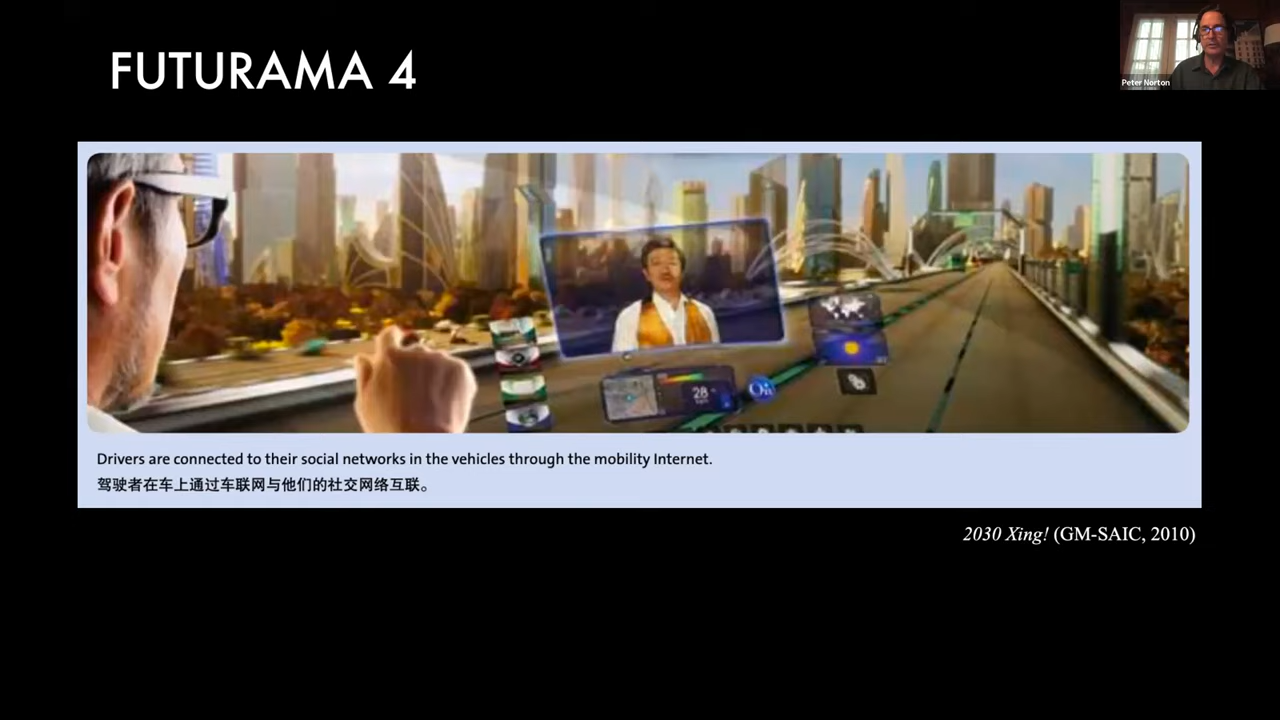 FUTURAMA 4
Peter Norton
28
On
Drivers are connected to their social networks in the vehicles through the mobility Internet.
驾驶者在车上通过车联网与他们的社交网络互联。
2030 Xing! (GM-SAIC, 2010)